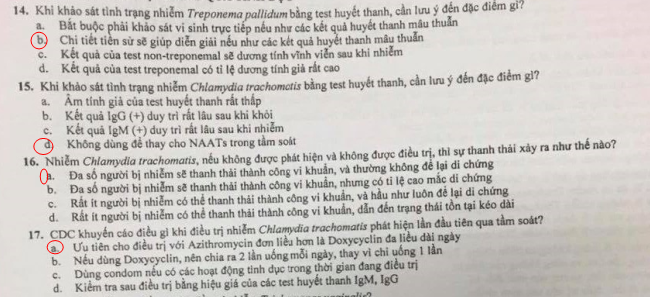 14. Khi khảo sát tình trạng nhiễm Treponema pallidum bằng test huyết thanh, cần lưu ý đến đặc điểm gì?
a. Bắt buộc phải khảo sát vi sinh trực tiếp nếu như các kết quả huyết thanh mâu thuẫn
b. Chi tiết tiền sử sẽ giúp diễn giải nếu như các kết quả huyết thanh mâu thuẫn
c. Kết quả của test non-treponemal sẽ dương tính vĩnh viễn sau khi nhiễm
d. Kết quả của test treponemal có tỉ lệ dương tính giả rất cao
15. Khi khảo sát tình trạng nhiễm Chlamydia trachomatis bằng test huyết thanh, cần lưu ý đến đặc điểm gì?
a. Âm tính giả của test huyết thanh rất thấp
b. Kết quả IgG (+) duy trì rất lâu sau khi khỏi
c. Kết quả IgM (+) duy trì rất lâu sau khi nhiễm
d. Không dùng để thay cho NAATs trong tầm soát
16. Nhiễm Chlamydia trachomatis, nếu không được phát hiện và không được điều trị, thì sự thanh thải xảy ra như thế nào?
a. Đa số người bị nhiễm sẽ thanh thải thành công vi khuẩn, và thường không để lại di chứng
b. Đa số người bị nhiễm sẽ thanh thải thành công vi khuẩn, nhưng có tỉ lệ cao mắc di chứng
c. Rất ít người bị nhiễm có thể thanh thải thành công vi khuẩn, và hầu như luôn để lại di chứng
d. Rất ít người bị nhiễm có thể thanh thải thành công vi khuẩn, dẫn đến trạng thái tồn tại kéo dài
17. CDC khuyến cáo điều gì khi điều trị nhiễm Chlamydia trachomatis phát hiện lần đầu tiên qua tầm soát?
a. Ưu tiên cho điều trị với Azithromycin đơn liều hơn là Doxycyclin đa liều dài ngày
b. Nếu dùng Doxycyclin, nên chia ra 2 lần uống mỗi ngày, thay vì chỉ uống 1 lần
c. Dùng condom nếu có các hoạt động tình dục trong thời gian đang điều trị
d. Kiểm tra sau điều trị bằng hiệu giá của các test huyết thanh IgM, IgG